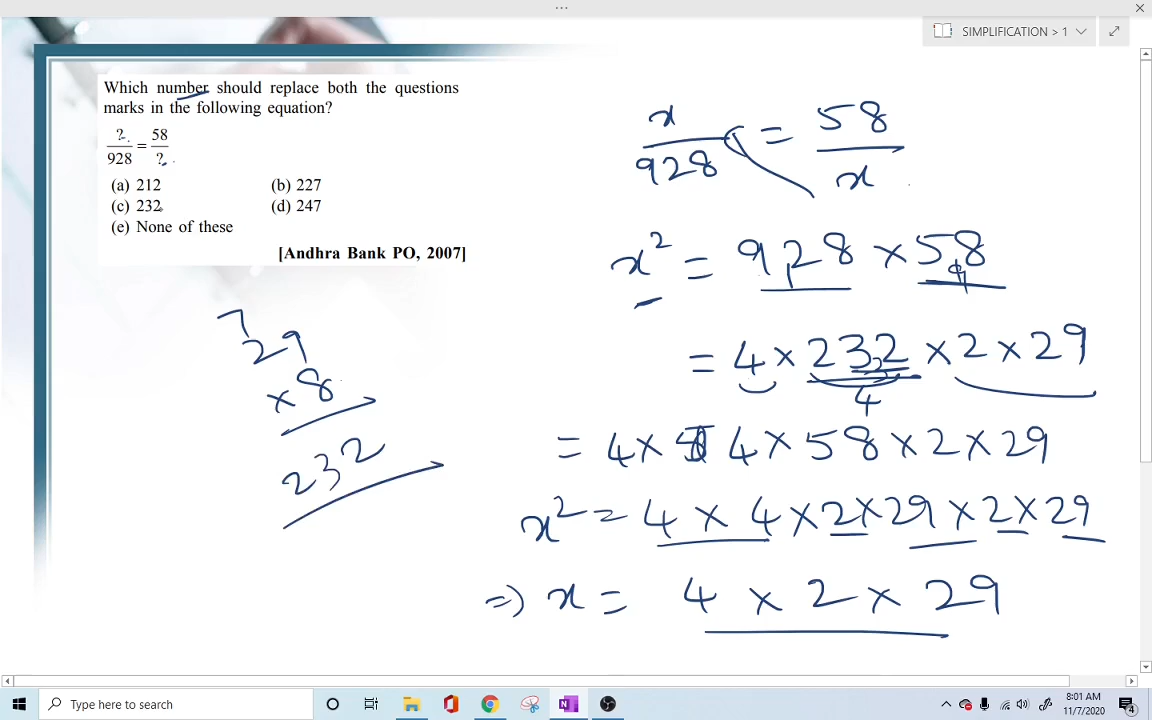 SIMPLIFICATION > 1
Which number should replace both the questions
marks in the following equation?
?/928 = 58/?
(a) 212 (b) 227
(c) 232 (d) 247
(e) None of these
[Andhra Bank PO, 2007]
x/928 = 58/x
x² = 928 × 58
= 4 × 232 × 2 × 29
4
= 4 × 4 × 58 × 2 × 29
x² = 4 × 4 × 2 × 29 × 2 × 29
⇒ x = 4 × 2 × 29
7
29
× 8
232
Type here to search
8:01 AM
11/7/2020
4